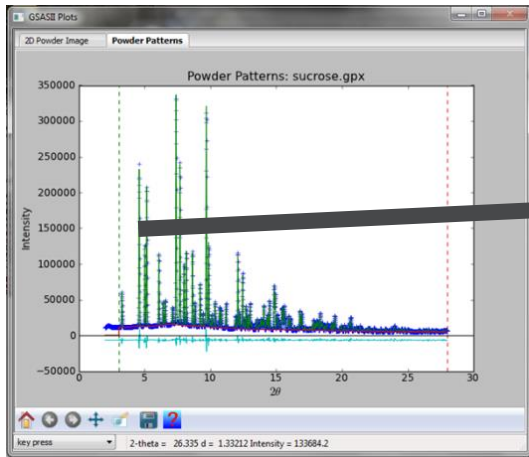 GSASII Plots
2D Powder Image
Powder Patterns
Powder Patterns: sucrose.gpx
350000
300000
250000
200000
150000
100000
50000
0
−50000
Intensity
0
5
10
15
20
25
30
2θ
key press
2-theta = 26.335 d = 1.33212 Intensity = 133684.2